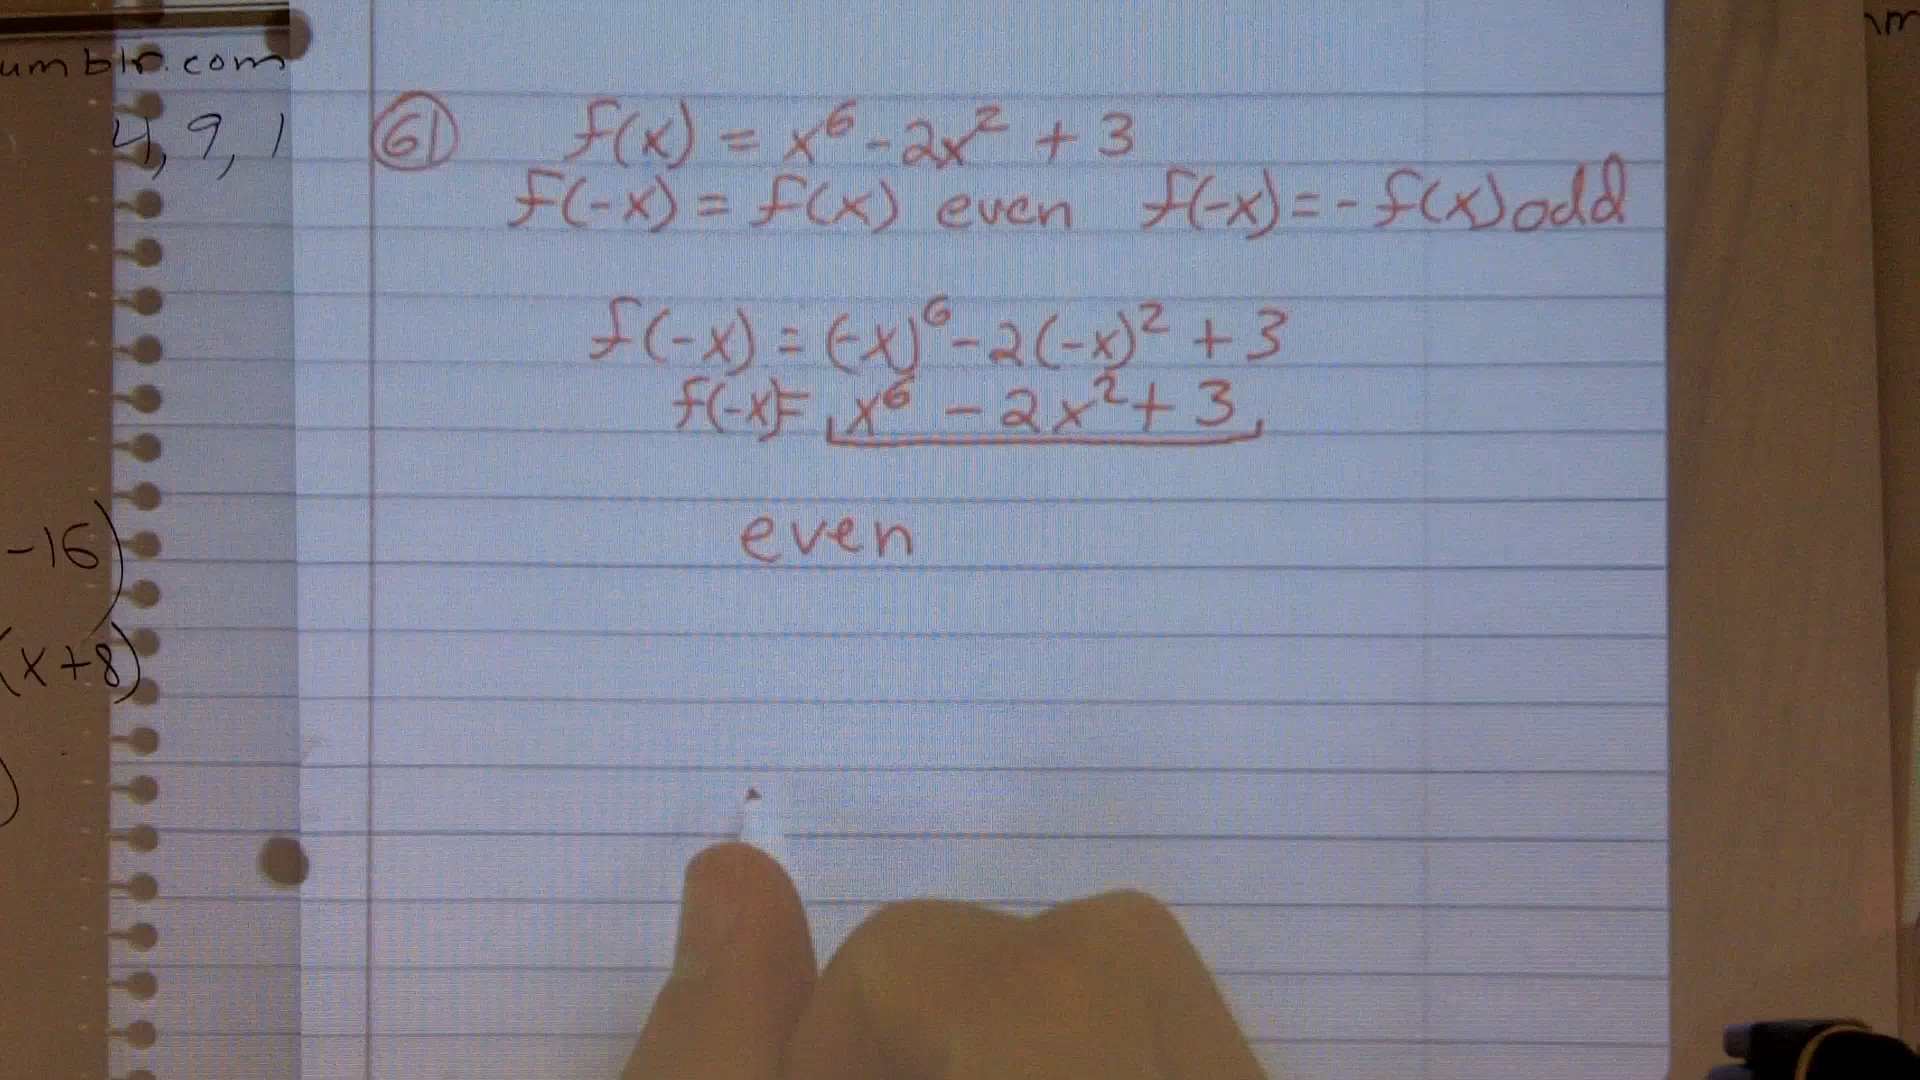 umblr.com
4, 9, 1
61 f(x) = x⁶ - 2x² + 3
f(-x) = f(x) even f(-x) = - f(x) odd
f(-x) = (-x)⁶ - 2(-x)² + 3
f(-x) = x⁶ - 2x² + 3
even
-16)
(x+8)
)